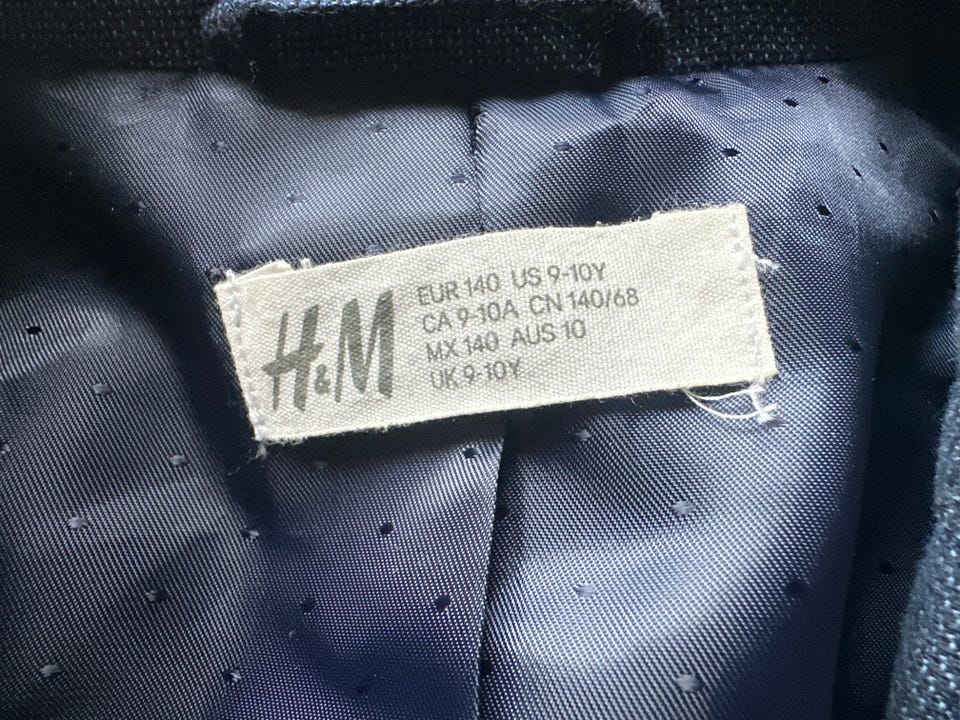 H&M
EUR 140 US 9-10Y
CA 9-10A CN 140/68
MX 140 AUS 10
UK 9-10Y